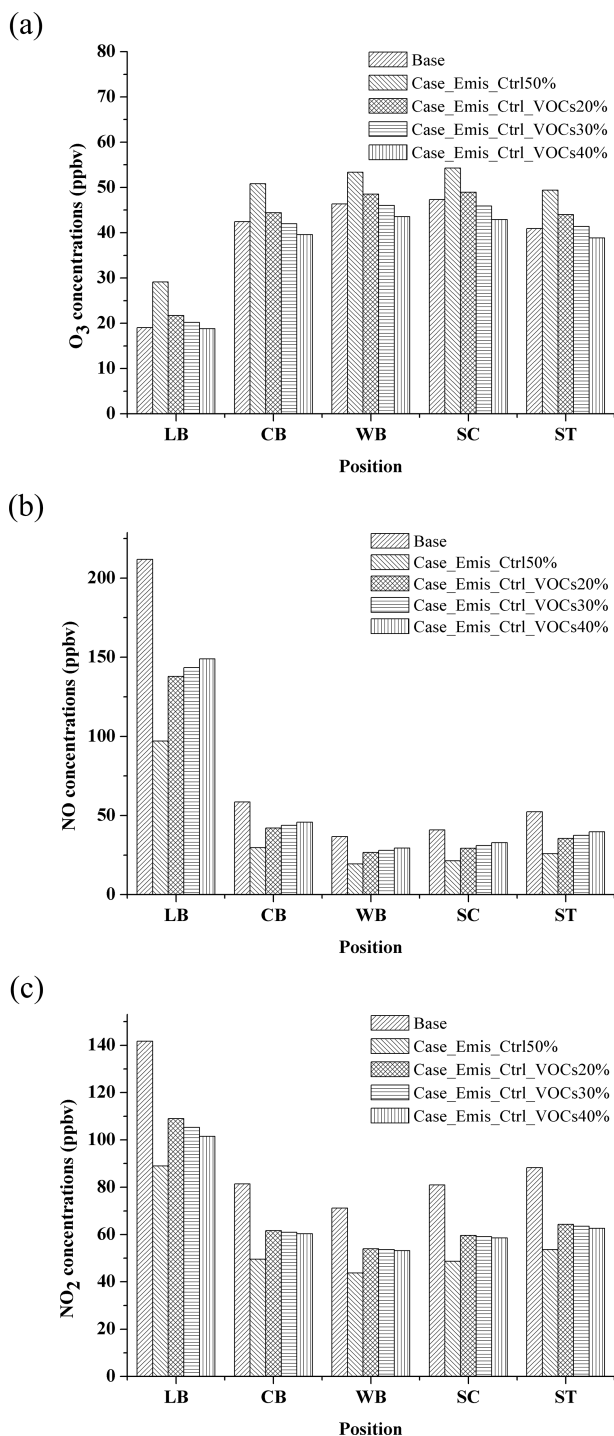 (a)
80
70
60
50
40
30
20
10
0
O3 concentrations (ppbv)
Base
Case_Emis_Ctrl50%
Case_Emis_Ctrl_VOCs20%
Case_Emis_Ctrl_VOCs30%
Case_Emis_Ctrl_VOCs40%
LB CB WB SC ST
Position
(b)
200
150
100
50
0
NO concentrations (ppbv)
Base
Case_Emis_Ctrl50%
Case_Emis_Ctrl_VOCs20%
Case_Emis_Ctrl_VOCs30%
Case_Emis_Ctrl_VOCs40%
LB CB WB SC ST
Position
(c)
140
120
100
80
60
40
20
0
NO2 concentrations (ppbv)
Base
Case_Emis_Ctrl50%
Case_Emis_Ctrl_VOCs20%
Case_Emis_Ctrl_VOCs30%
Case_Emis_Ctrl_VOCs40%
LB CB WB SC ST
Position